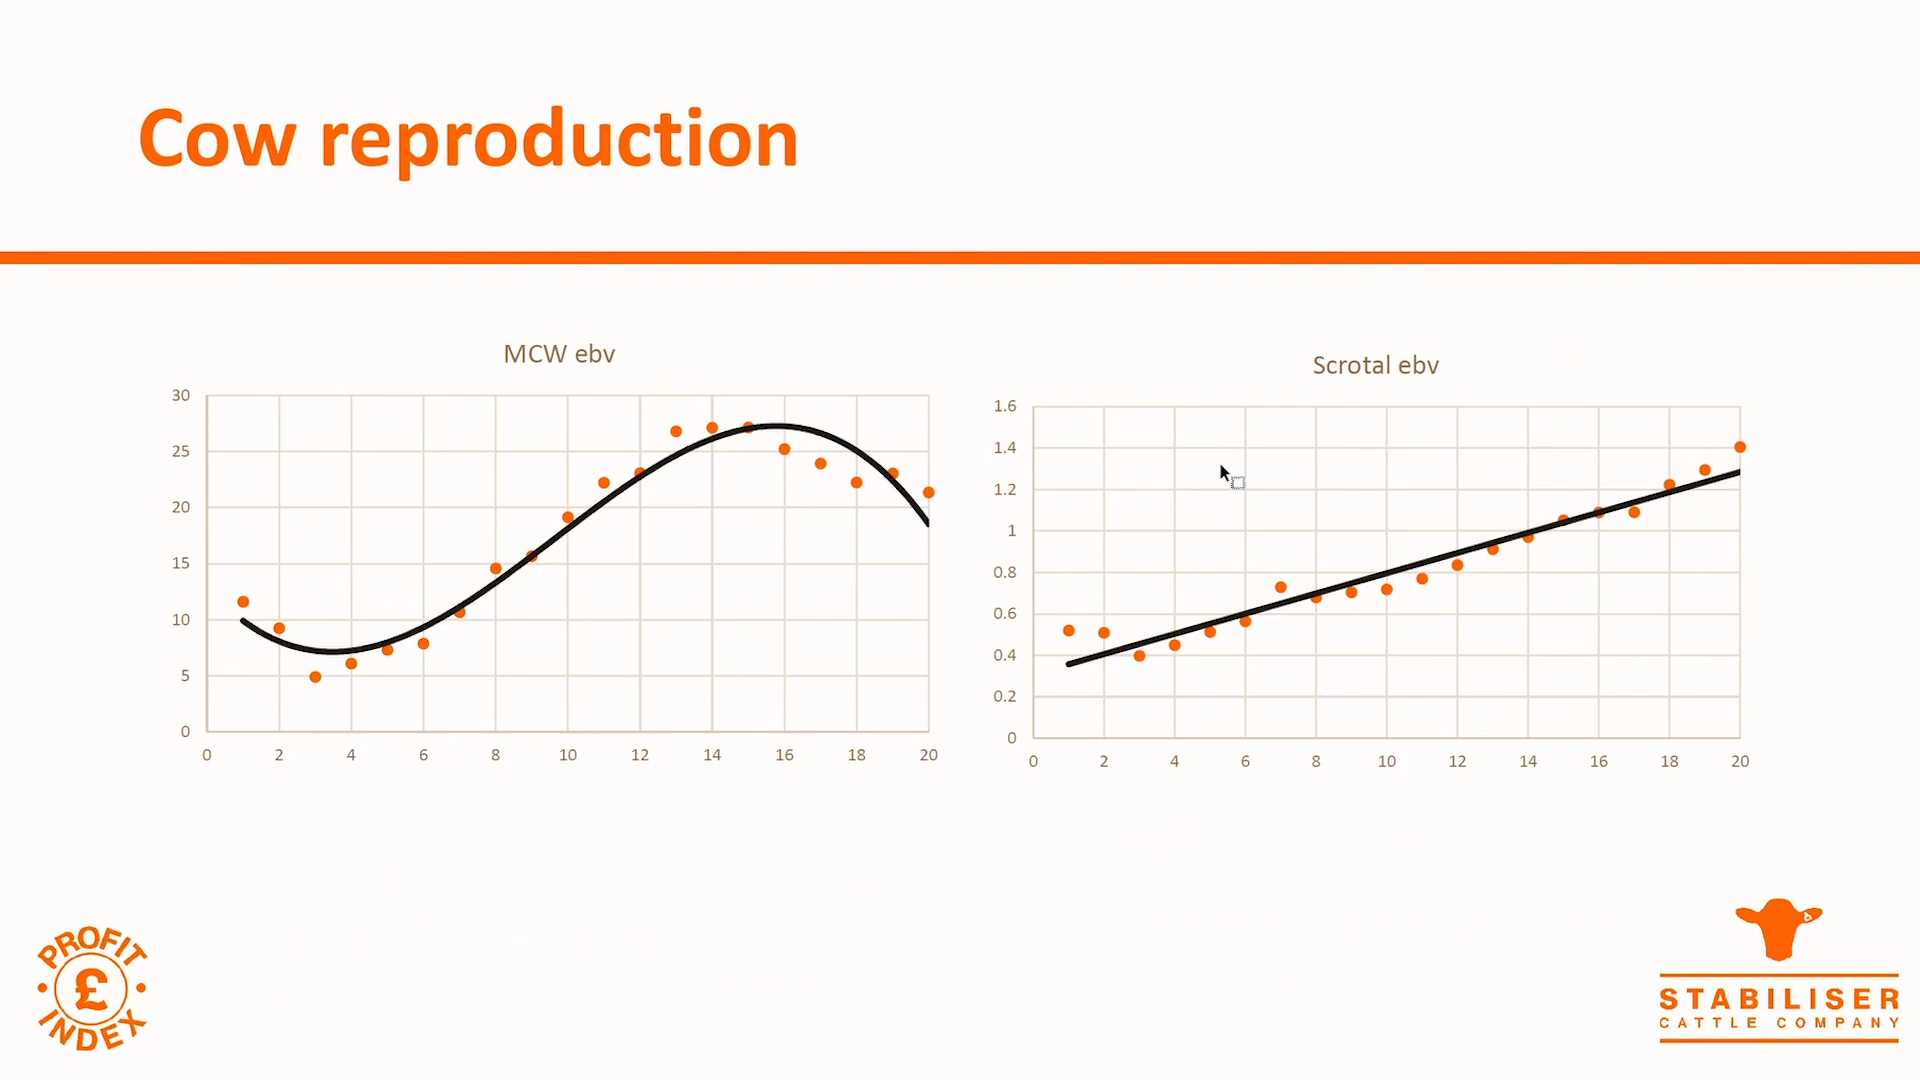 Cow reproduction
MCW ebv
30
25
20
15
10
5
0
0 2 4 6 8 10 12 14 16 18 20
Scrotal ebv
1.6
1.4
1.2
1
0.8
0.6
0.4
0.2
0
0 2 4 6 8 10 12 14 16 18 20
PROFIT
£
INDEX
STABILISER
CATTLE COMPANY